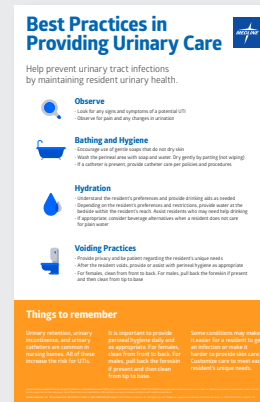 Best Practices in
Providing Urinary Care
MEDLINE
Help prevent urinary tract infections
by maintaining resident urinary health.
Observe
- Look for any signs and symptoms of a potential UTI
- Observe for pain and any changes in urination
Bathing and Hygiene
- Encourage use of gentle soaps that do not dry skin
- Wash the perineal area with soap and water. Dry gently by patting (not wiping)
- If a catheter is present, provide catheter care per policies and procedures
Hydration
- Understand the resident's preferences and provide drinking aids as needed
- Depending on the resident's preferences and restrictions, provide water at the
bedside within the resident's reach. Assist residents who may need help drinking
- If appropriate, consider beverage alternatives when a resident does not care
for plain water
Voiding Practices
- Provide privacy and be patient regarding the resident's unique needs
- After the resident voids, provide or assist with perineal hygiene as appropriate
- For females, clean from front to back. For males, pull back the foreskin if present
and then clean from tip to base
Things to remember
Urinary retention, urinary
incontinence, and urinary
catheters are common in
nursing homes. All of these
increase the risk for UTIs.
It is important to provide
perineal hygiene daily and
as appropriate. For females,
clean from front to back. For
males, pull back the foreskin
if present and then clean
from tip to base.
Some conditions may make
it easier for a resident to get
an infection or make it
harder to provide skin care.
Customize care to meet each
resident's unique needs.